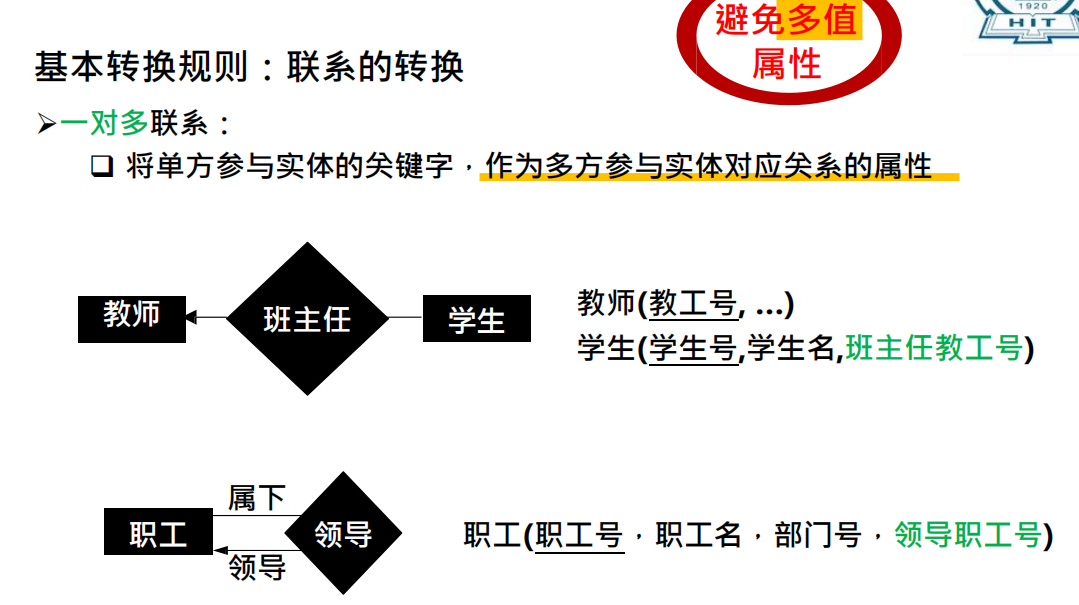 避免多值
属性
1920
HIT
基本转换规则：联系的转换
➢一对多联系：
❑ 将单方参与实体的关键字，作为多方参与实体对应关系的属性
教师
班主任
学生
教师(教工号, …)
学生(学生号,学生名,班主任教工号)
属下
职工
领导
领导
职工(职工号，职工名，部门号，领导职工号)